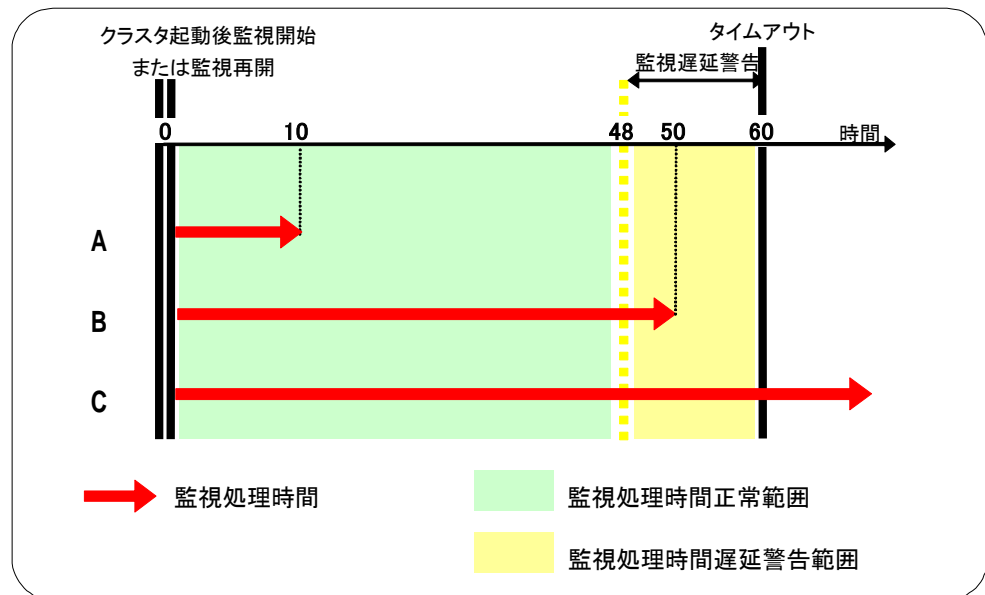 クラスタ起動後監視開始
または監視再開
タイムアウト
監視遅延警告
0 10 48 50 60 時間
A
B
C
監視処理時間
監視処理時間正常範囲
監視処理時間遅延警告範囲